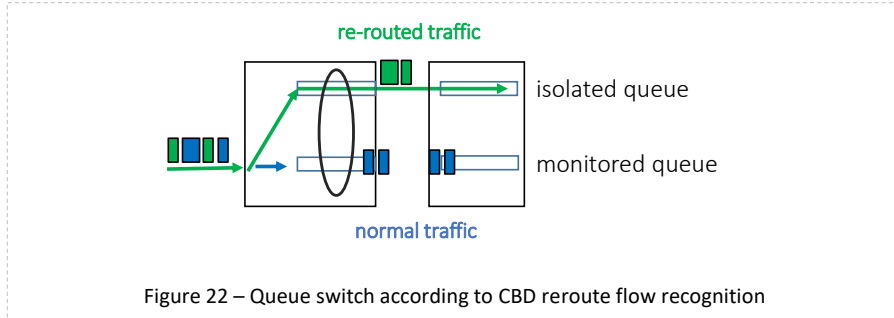 re-routed traffic
isolated queue
monitored queue
normal traffic
Figure 22 – Queue switch according to CBD reroute flow recognition